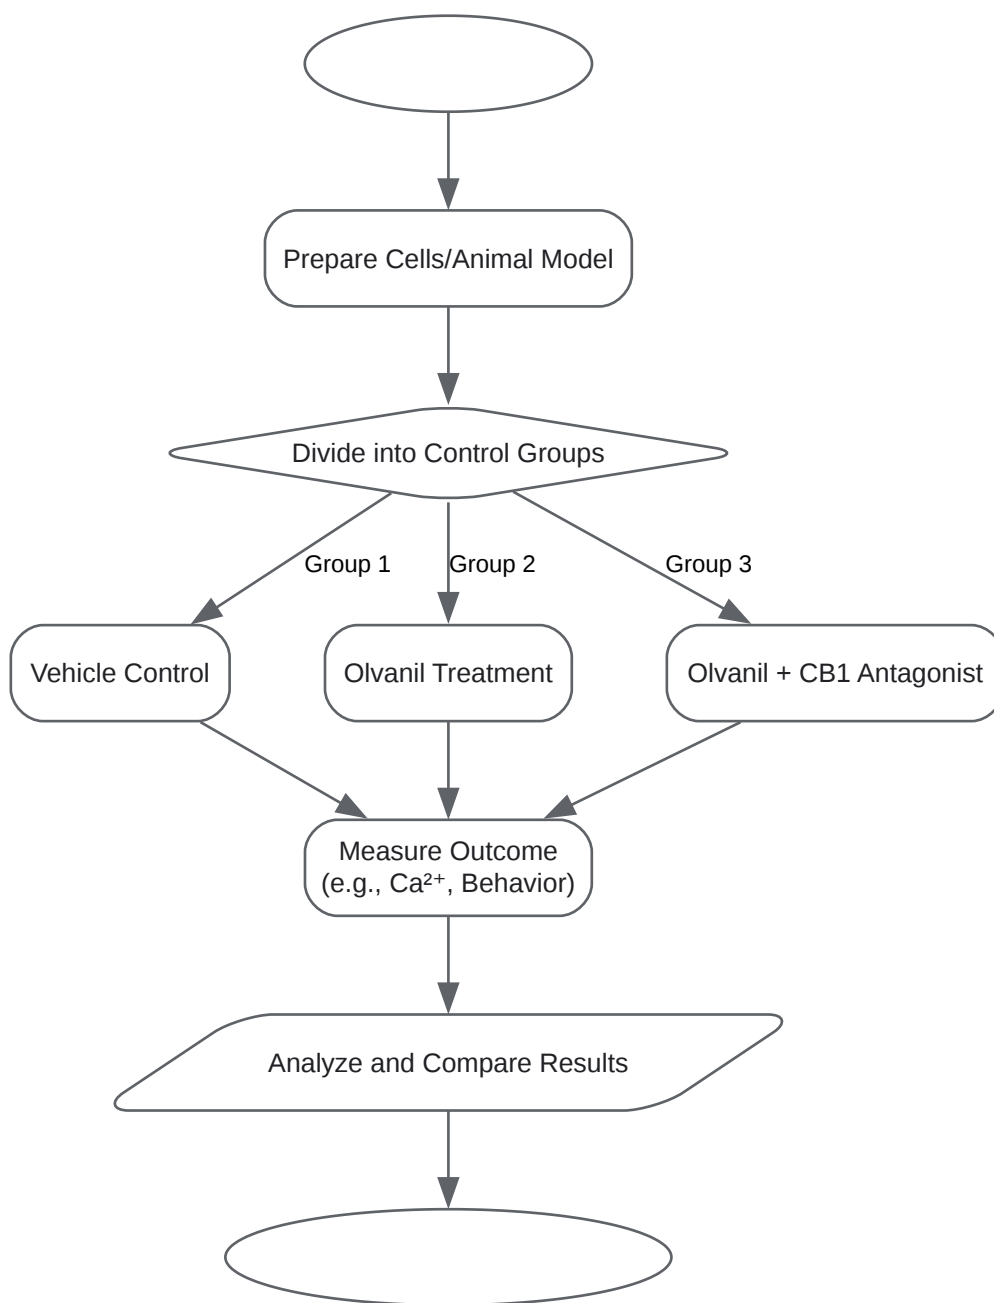 Prepare Cells/Animal Model
Divide into Control Groups
Group 1
Group 2
Group 3
Vehicle Control
Olvanil Treatment
Olvanil + CB1 Antagonist
Measure Outcome
(e.g., Ca²⁺, Behavior)
Analyze and Compare Results